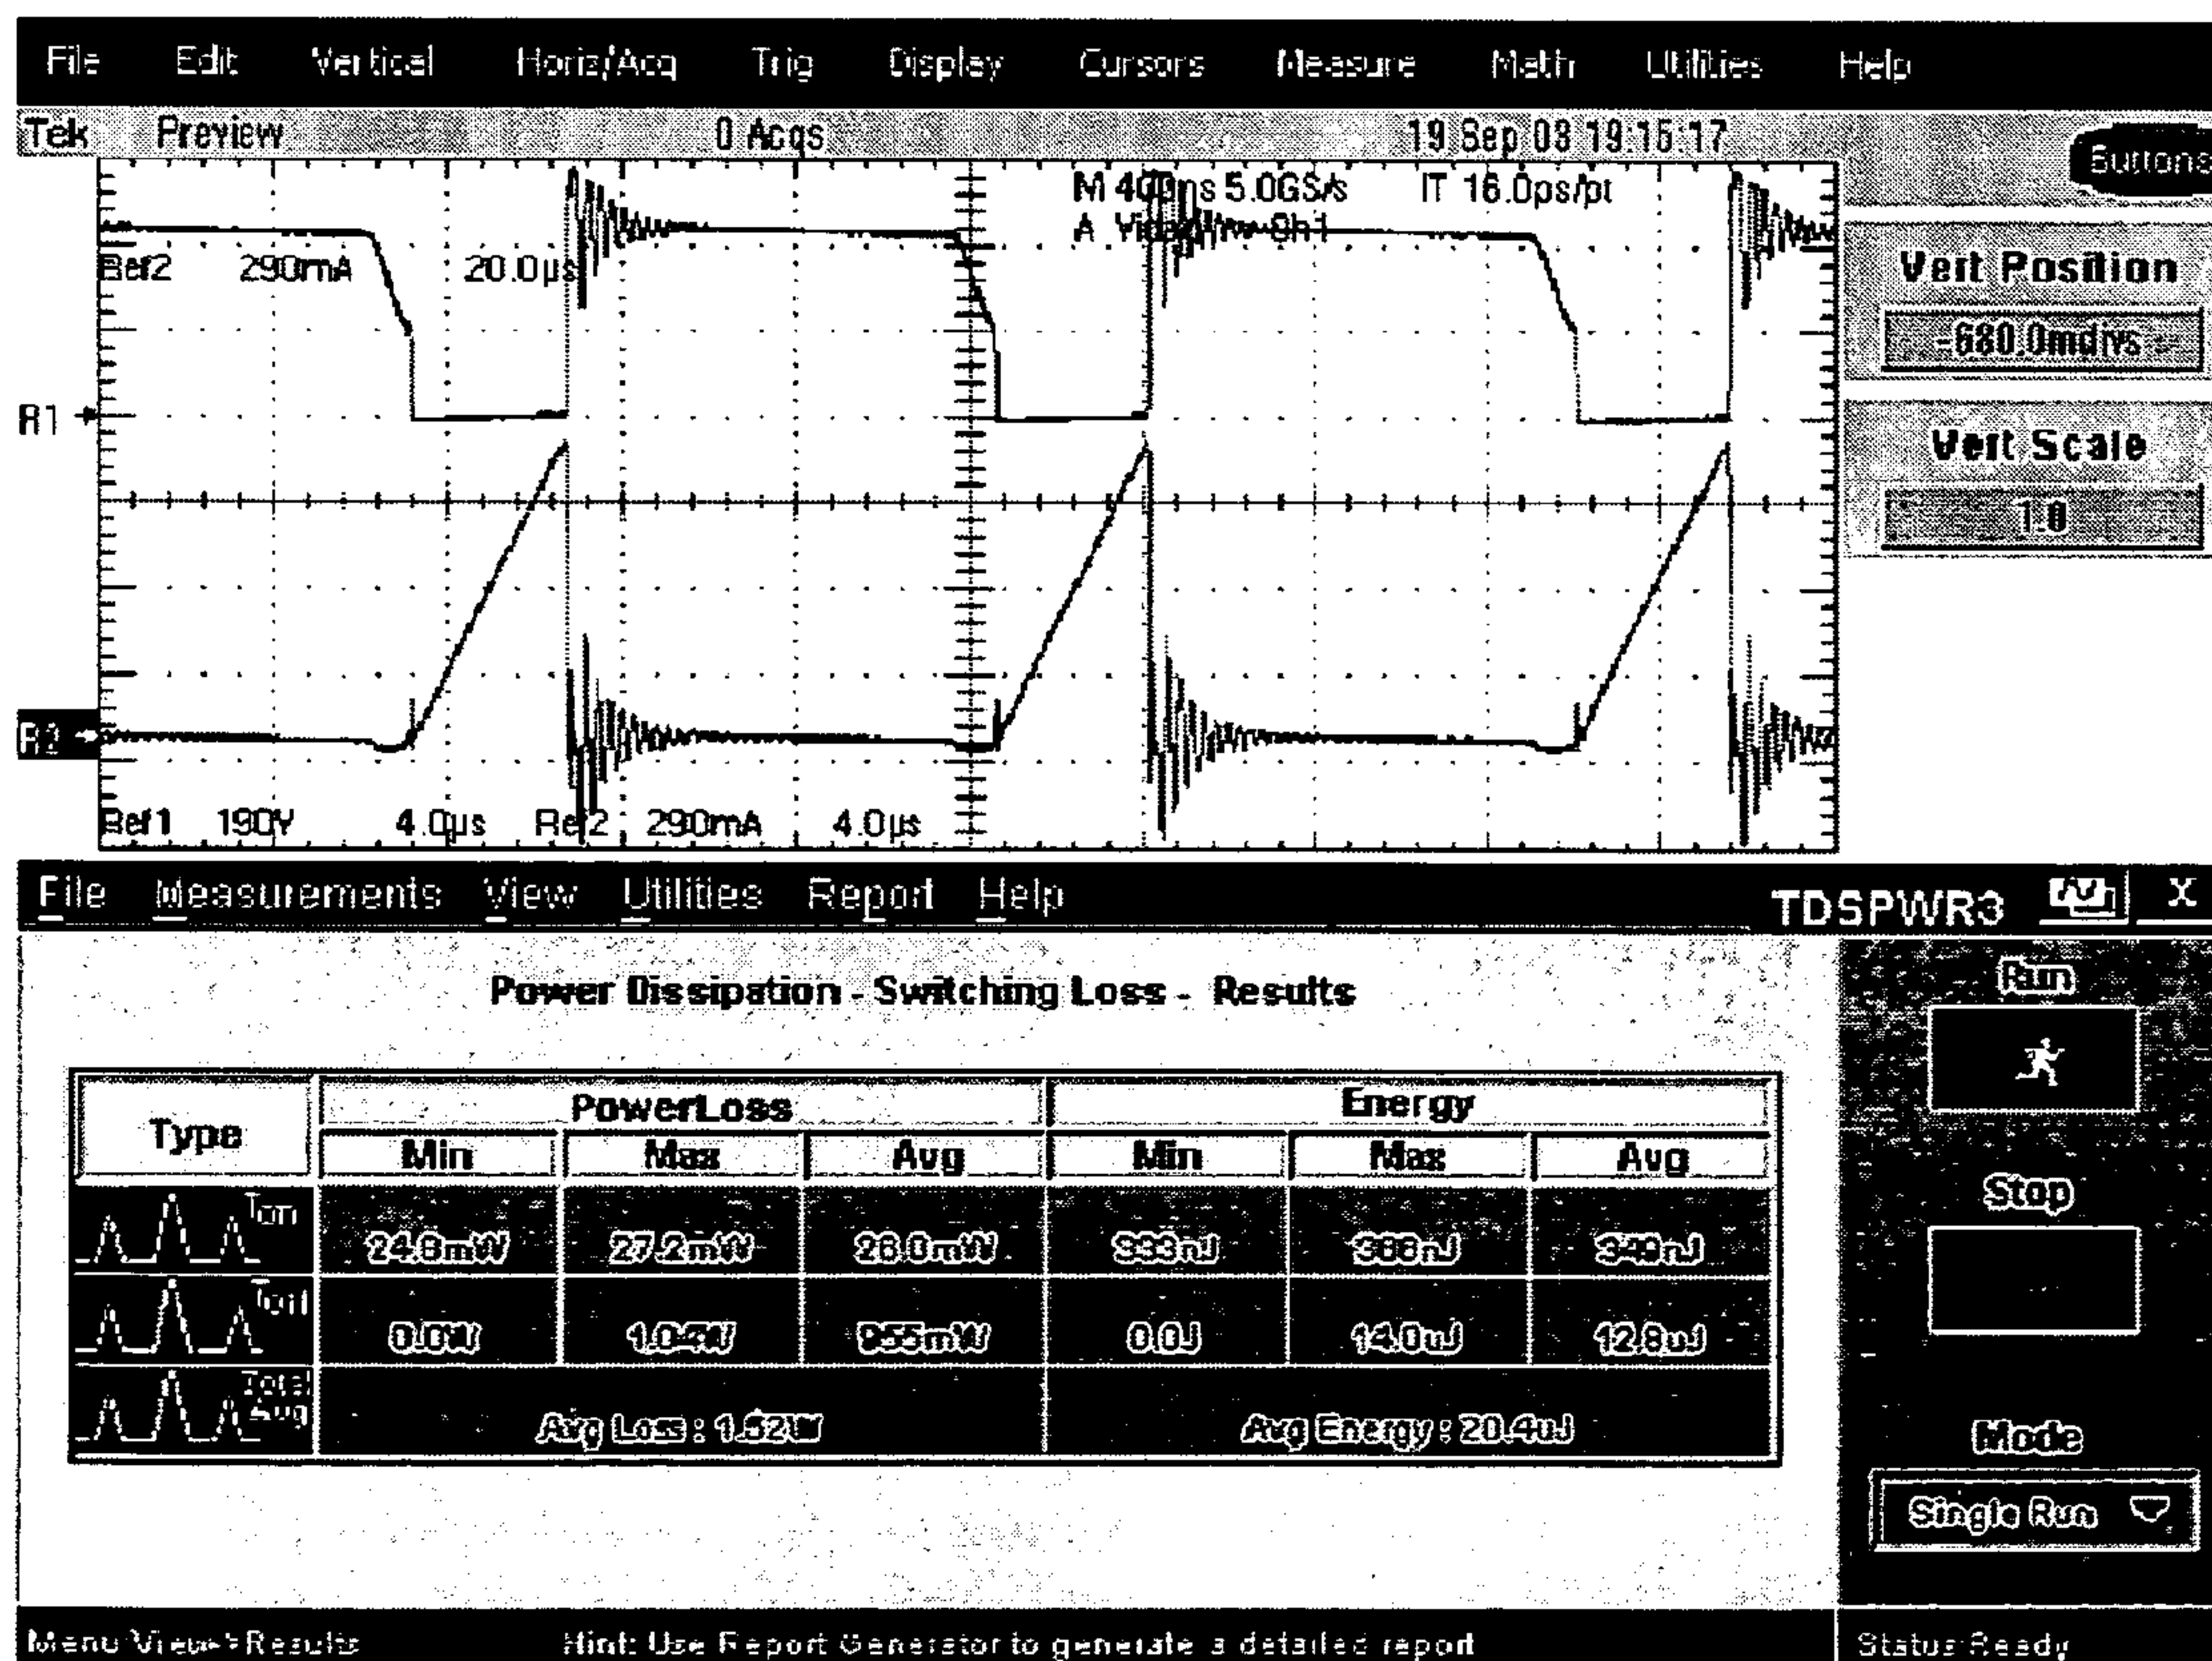 File Edit Vertical Horiz/Acq Trig Display Cursors Measure Math Utilities Help
Tek Preview 0 Acqs 19 Sep 03 19:15:17
Buttons
M 400ns 5.0GS/s IT 16.0ps/pt
A Ch1
Ref2 290mA 20.0µs
Vert Position
-680.0mdivs
Vert Scale
1.0
R1
R2
Ref1 190V 4.0µs Ref2 290mA 4.0µs
File Measurements View Utilities Report Help
TDSPWR3 X
Power Dissipation - Switching Loss - Results
Type PowerLoss Energy
Min Max Avg Min Max Avg
Ton 27.2mW 333nJ 349nJ
Toff 0.0W 1.04W 955mW 0.0J 14.0uJ 12.8uJ
Total Avg Avg Loss : 1.52W Avg Energy : 20.4uJ
Run
Stop
Mode
Single Run
Menu:View->Results Hint: Use Report Generator to generate a detailed report Status:Ready